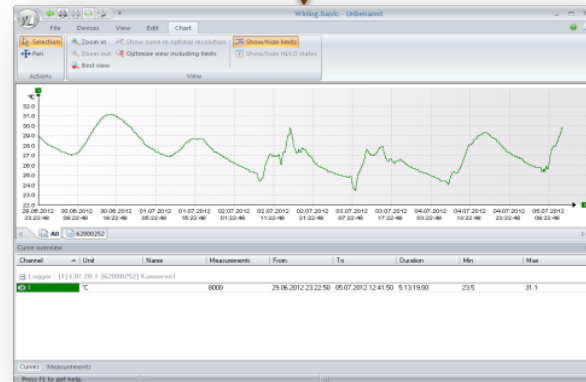 Winlog.basic - Unbenannt
File Devices View Edit Chart
Selection Zoom in Show curve in optimal resolution Show/hide limits
Pan Zoom out Optimize view including limits Show/hide HI/LO states
Best view
Actions View
°C
32.0
31.0
30.0
29.0
28.0
27.0
26.0
25.0
24.0
23.0
22.0
29.06.2012 30.06.2012 30.06.2012 01.07.2012 01.07.2012 02.07.2012 02.07.2012 02.07.2012 03.07.2012 03.07.2012 04.07.2012 04.07.2012 04.07.2012 05.07.2012
23:22:48 09:22:48 19:22:48 05:22:48 15:22:48 01:22:48 11:22:48 21:22:48 07:22:48 17:22:48 03:22:48 13:22:48 23:22:48 09:22:48
All 62000252
Curve overview
Channel Unit Name Measurements From To Duration Min Max
Logger : [1] EBI 20-T [62000252] Konserve1
1 °C 8000 29.06.2012 23:22:50 05.07.2012 12:41:50 5:13:19:00 23.5 31.1
Curves Measurements
Press F1 to get help.